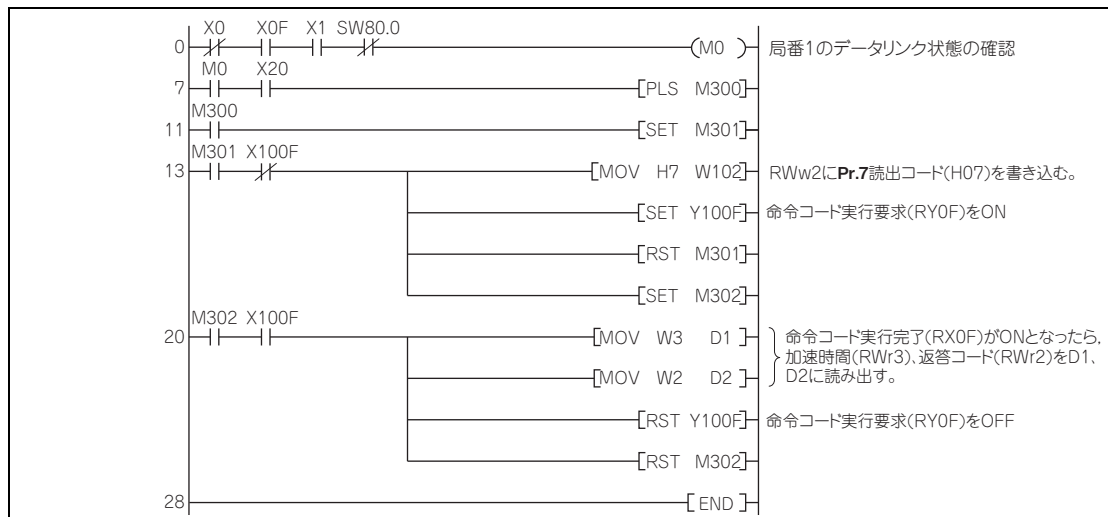 X0 X0F X1 SW80.0
0 (M0 ) 局番1のデータリンク状態の確認
M0 X20
7 [PLS M300]
M300
11 [SET M301]
M301 X100F
13 [MOV H7 W102] RWw2にPr.7読出コード(H07)を書き込む。
[SET Y100F] 命令コード実行要求(RY0F)をON
[RST M301]
[SET M302]
M302 X100F
20 [MOV W3 D1 ] 命令コード実行完了(RX0F)がONとなったら、
加速時間(RWr3)、返答コード(RWr2)をD1、
[MOV W2 D2 ] D2に読み出す。
[RST Y100F] 命令コード実行要求(RY0F)をOFF
[RST M302]
28 [ END ]